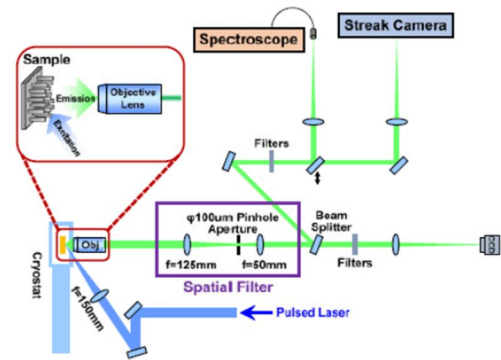 Spectroscope
Streak Camera
Sample
Emission
Objective
Lens
Exitation
Filters
φ100um Pinhole
Aperture
Beam
Splitter
Obj
f=125mm
f=50mm
Filters
Spatial Filter
Cryostat
f=150mm
Pulsed Laser